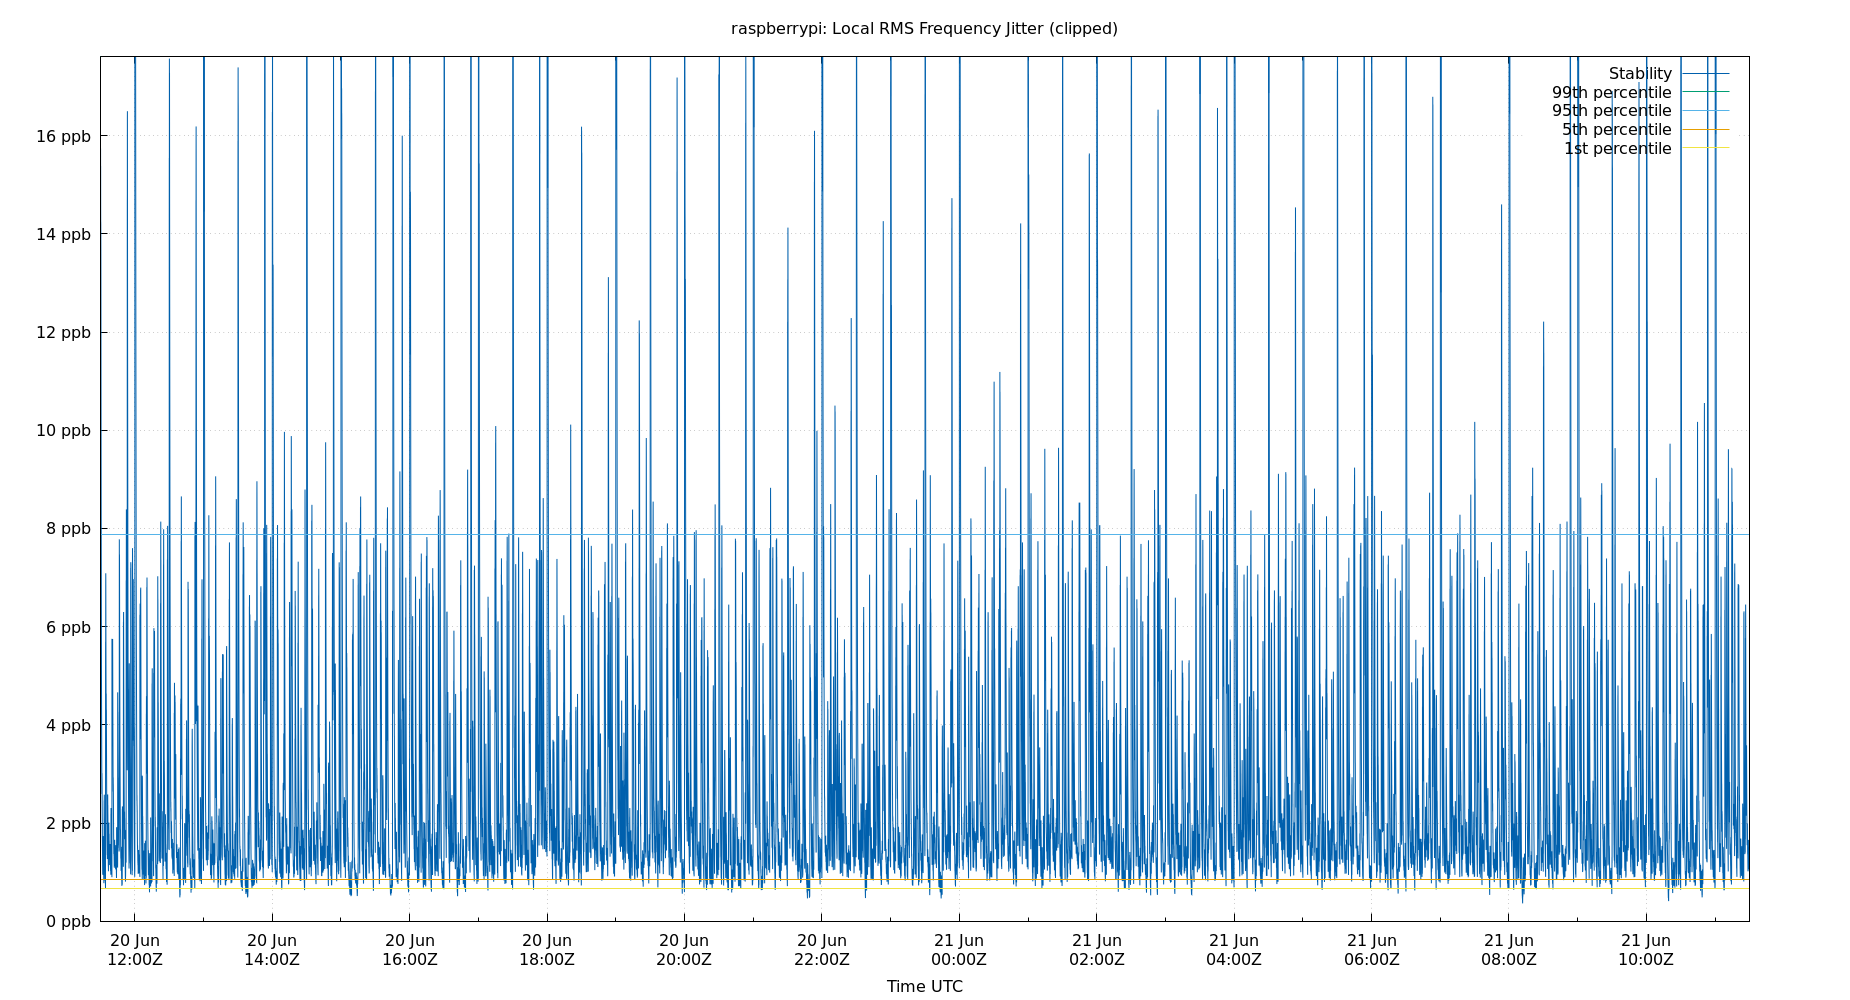 raspberrypi: Local RMS Frequency Jitter (clipped)
Stability
99th percentile
95th percentile
5th percentile
1st percentile
16 ppb
14 ppb
12 ppb
10 ppb
8 ppb
6 ppb
4 ppb
2 ppb
0 ppb
20 Jun 20 Jun 20 Jun 20 Jun 20 Jun 20 Jun 21 Jun 21 Jun 21 Jun 21 Jun 21 Jun 21 Jun
12:00Z 14:00Z 16:00Z 18:00Z 20:00Z 22:00Z 00:00Z 02:00Z 04:00Z 06:00Z 08:00Z 10:00Z
Time UTC